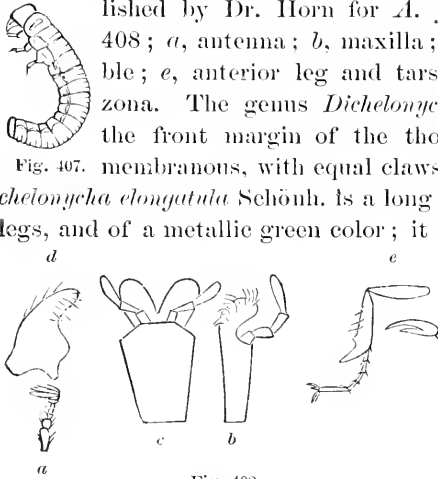 lished by Dr. Horn for A.
408; a, antenna; b, maxilla;
ble; e, anterior leg and tars
zona. The genus Dichelonyc
the front margin of the tho
Fig. 407. membranous, with equal claws
chelonycha elongatula Schönh. is a long
legs, and of a metallic green color; it
d
e
c
b
a